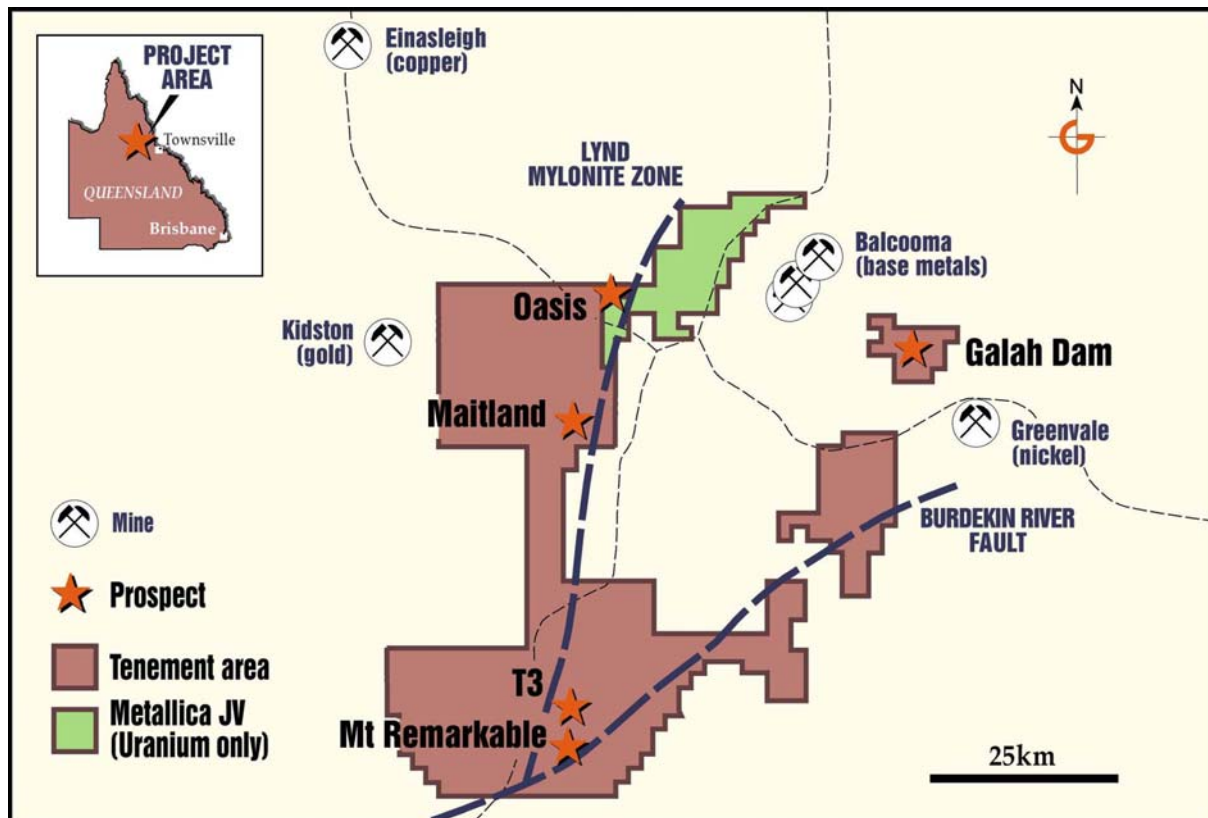 PROJECT
AREA
Townsville
QUEENSLAND
Brisbane
Einasleigh
(copper)
N
LYND
MYLONITE ZONE
Balcooma
(base metals)
Oasis
Kidston
(gold)
Galah Dam
Maitland
Greenvale
(nickel)
BURDEKIN RIVER
FAULT
Mine
Prospect
Tenement area
Metallica JV
(Uranium only)
T3
Mt Remarkable
25km